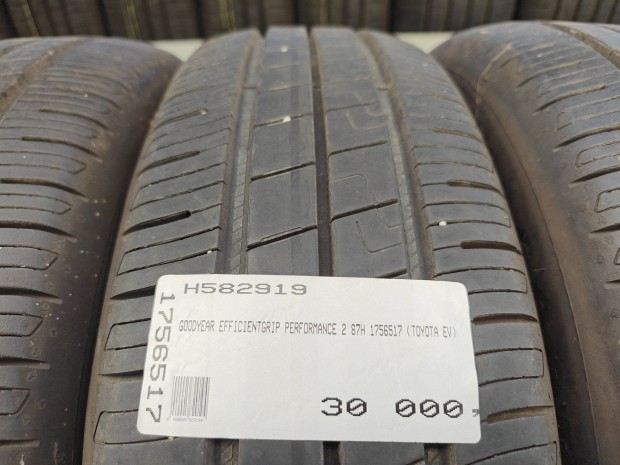 H582919
GOODYEAR EFFICIENTGRIP PERFORMANCE 2 87H 1756517 (TOYOTA EV)
1756517
30 000,